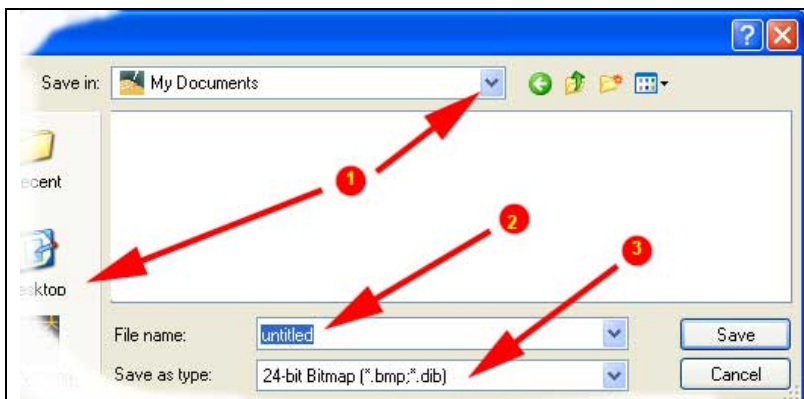 ?
Save in: My Documents
1
ecent
2
3
esktop
File name: untitled Save
Save as type: 24-bit Bitmap (*.bmp;*.dib) Cancel